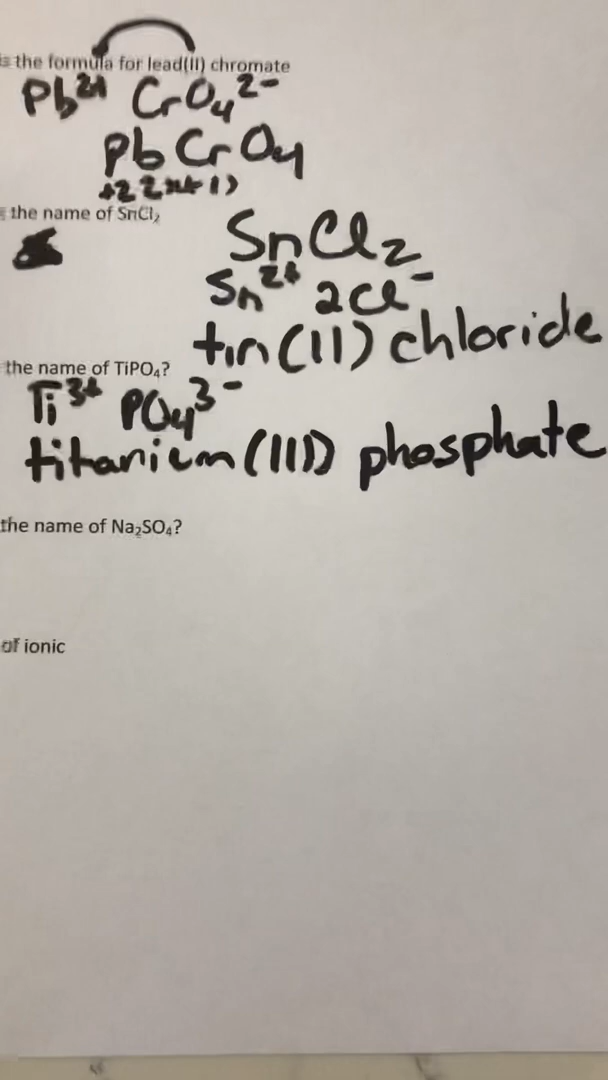 is the formula for lead(II) chromate
Pb²⁺ CrO₄²⁻
PbCrO₄
the name of SnCl₂
SnCl₂
Sn²⁺ 2Cl⁻
tin(II) chloride
the name of TiPO₄?
Ti³⁺ PO₄³⁻
titanium(III) phosphate
the name of Na₂SO₄?
of ionic